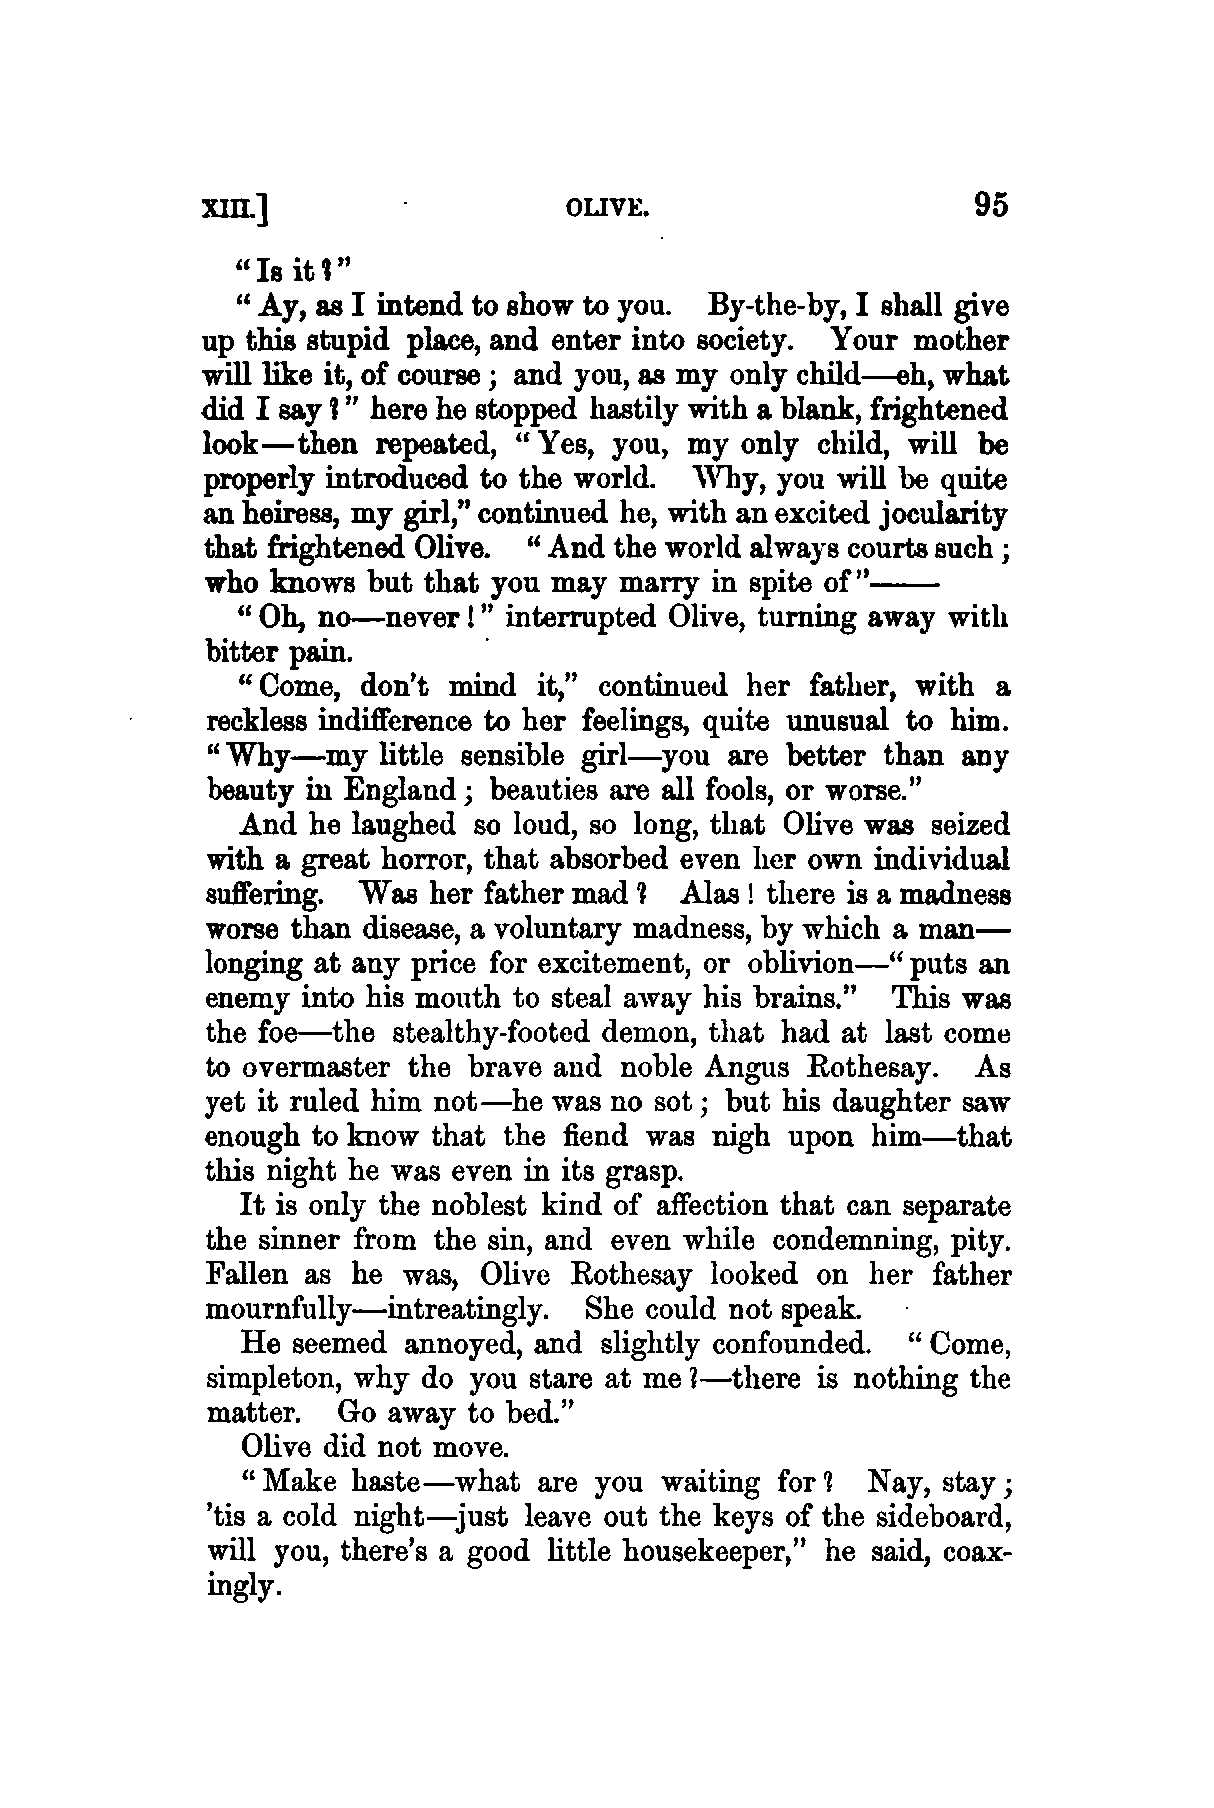 XIII.] OLIVE. 95
"Is it?"
"Ay, as I intend to show to you. By-the-by, I shall give
up this stupid place, and enter into society. Your mother
will like it, of course; and you, as my only child—eh, what
did I say?" here he stopped hastily with a blank, frightened
look—then repeated, "Yes, you, my only child, will be
properly introduced to the world. Why, you will be quite
an heiress, my girl," continued he, with an excited jocularity
that frightened Olive. "And the world always courts such;
who knows but that you may marry in spite of"——
"Oh, no—never!" interrupted Olive, turning away with
bitter pain.
"Come, don't mind it," continued her father, with a
reckless indifference to her feelings, quite unusual to him.
"Why—my little sensible girl—you are better than any
beauty in England; beauties are all fools, or worse."
And he laughed so loud, so long, that Olive was seized
with a great horror, that absorbed even her own individual
suffering. Was her father mad? Alas! there is a madness
worse than disease, a voluntary madness, by which a man—
longing at any price for excitement, or oblivion—"puts an
enemy into his mouth to steal away his brains." This was
the foe—the stealthy-footed demon, that had at last come
to overmaster the brave and noble Angus Rothesay. As
yet it ruled him not—he was no sot; but his daughter saw
enough to know that the fiend was nigh upon him—that
this night he was even in its grasp.
It is only the noblest kind of affection that can separate
the sinner from the sin, and even while condemning, pity.
Fallen as he was, Olive Rothesay looked on her father
mournfully—intreatingly. She could not speak.
He seemed annoyed, and slightly confounded. "Come,
simpleton, why do you stare at me?—there is nothing the
matter. Go away to bed."
Olive did not move.
"Make haste—what are you waiting for? Nay, stay;
'tis a cold night—just leave out the keys of the sideboard,
will you, there's a good little housekeeper," he said, coax-
ingly.